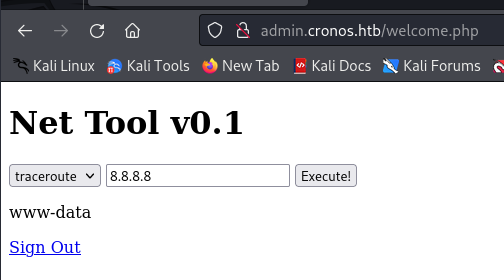 admin.cronos.htb/welcome.php
Kali Linux Kali Tools New Tab Kali Docs Kali Forums
Net Tool v0.1
traceroute 8.8.8.8 Execute!
www-data
Sign Out